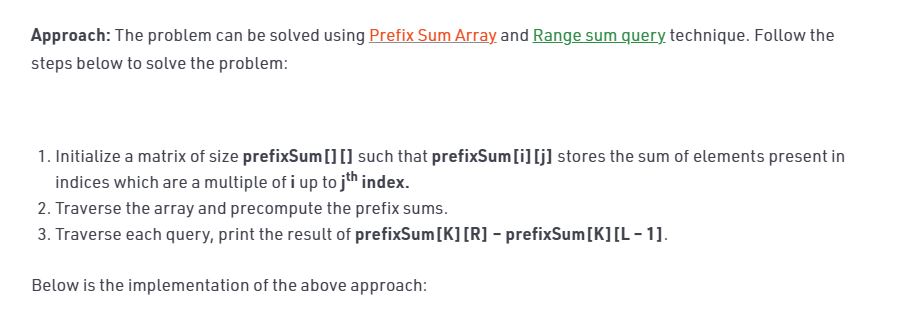 Approach: The problem can be solved using Prefix Sum Array and Range sum query technique. Follow the
steps below to solve the problem:
1. Initialize a matrix of size prefixSum[][] such that prefixSum[i][j] stores the sum of elements present in
indices which are a multiple of i up to jth index.
2. Traverse the array and precompute the prefix sums.
3. Traverse each query, print the result of prefixSum[K][R] – prefixSum[K][L – 1].
Below is the implementation of the above approach: